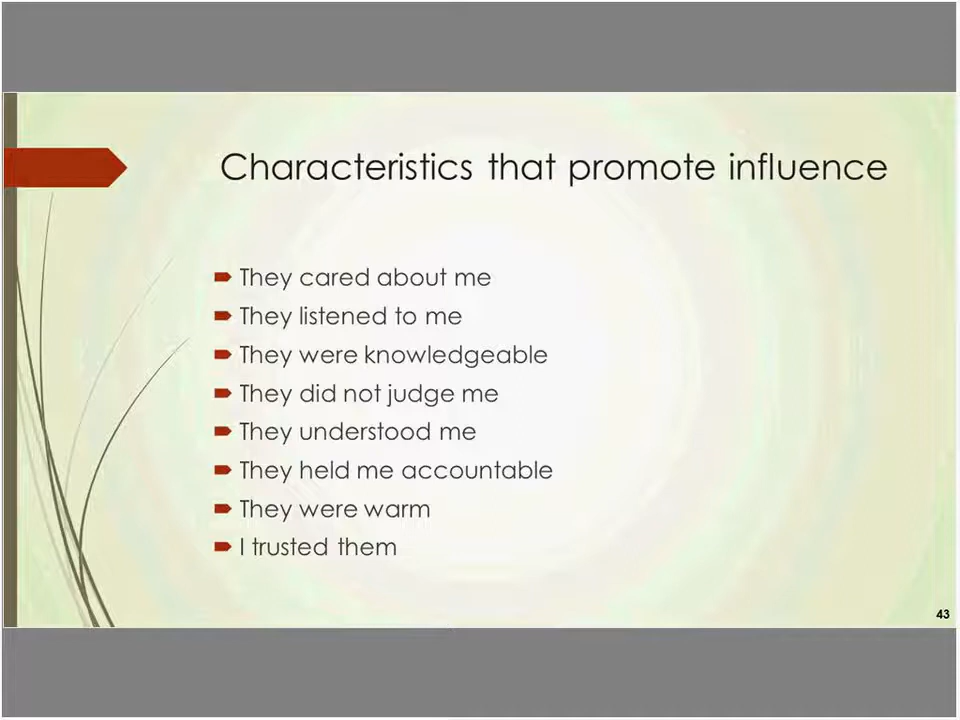 Characteristics that promote influence
They cared about me
They listened to me
They were knowledgeable
They did not judge me
They understood me
They held me accountable
They were warm
I trusted them
43